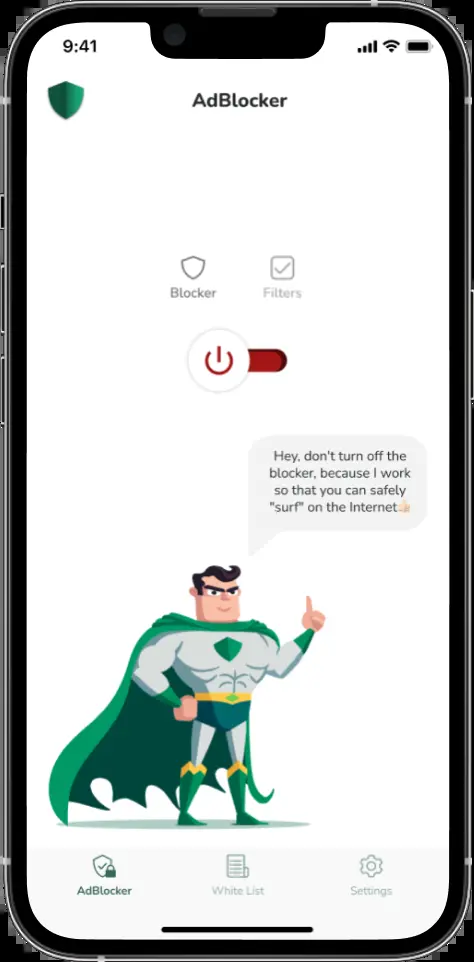 9:41
AdBlocker
Blocker
Filters
Hey, don't turn off the
blocker, because I work
so that you can safely
"surf" on the Internet👍🏻
AdBlocker
White List
Settings